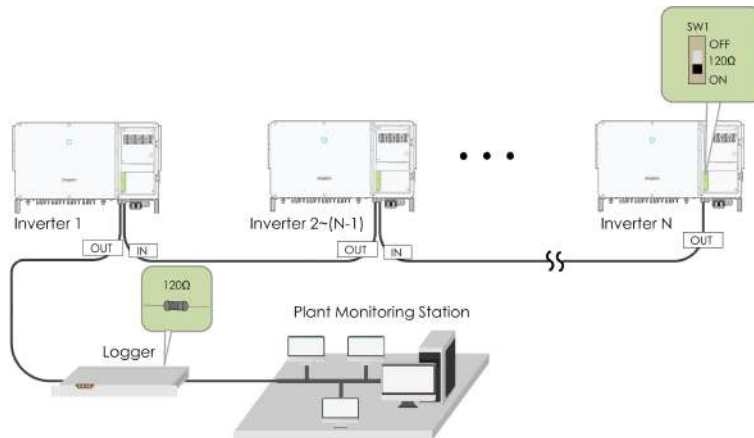 SW1
OFF
120Ω
ON
Inverter 1
Inverter 2~(N-1)
Inverter N
OUT
IN
OUT
IN
OUT
120Ω
Plant Monitoring Station
Logger